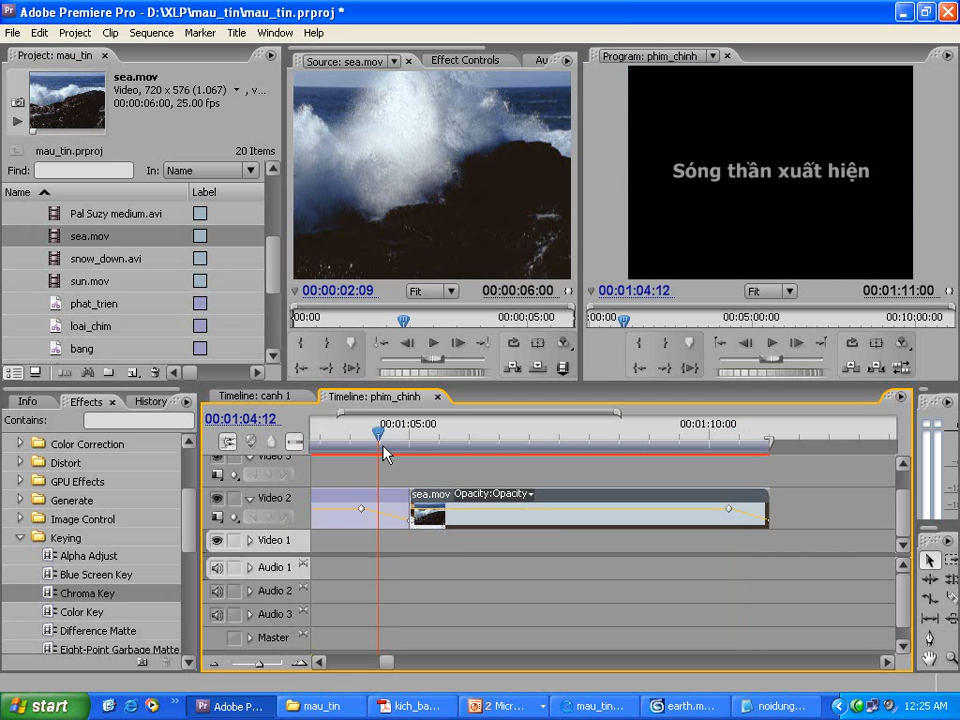 Adobe Premiere Pro - D:\XLP\mau_tin\mau_tin.prproj *
File Edit Project Clip Sequence Marker Title Window Help
Project: mau_tin
sea.mov
Video, 720 x 576 (1.067) , v...
00:00:06:00, 25.00 fps
mau_tin.prproj 20 Items
Find: In: Name
Name Label
Pal Suzy medium.avi
sea.mov
snow_down.avi
sun.mov
phat_trien
loai_chim
bang
Source: sea.mov Effect Controls Au
00:00:02:09 Fit 00:00:06:00
00:00 00:00:05:00
Program: phim_chinh
Sóng thần xuất hiện
00:01:04:12 Fit 00:01:11:00
00:00 00:05:00:00 00:10:00:00
Info Effects History
Contains:
Color Correction
Distort
GPU Effects
Generate
Image Control
Keying
Alpha Adjust
Blue Screen Key
Chroma Key
Color Key
Difference Matte
Eight-Point Garbage Matte
Timeline: canh 1 Timeline: phim_chinh
00:01:04:12
00:01:05:00 00:01:10:00
Video 3
Video 2
sea.mov Opacity:Opacity
Video 1
Audio 1
Audio 2
Audio 3
Master
start Adobe P... mau_tin kich_ba... 2 Micr... mau_tin... earth.m... noidung... 12:25 AM